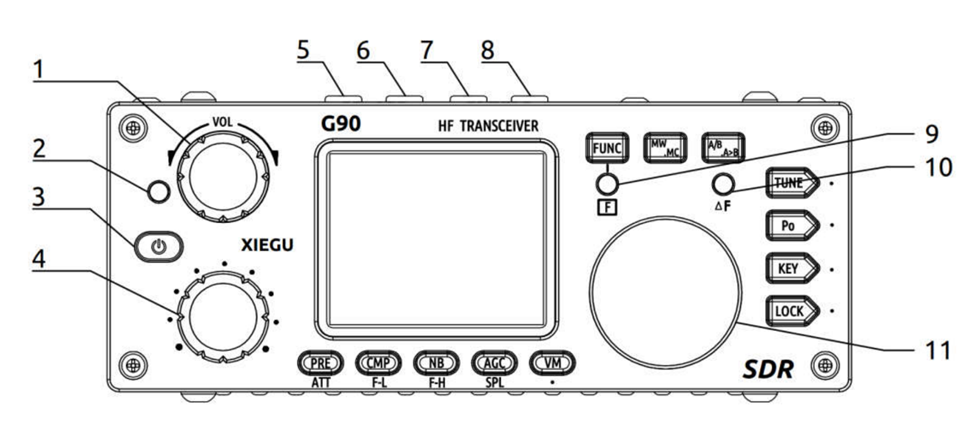 5
6
7
8
1
VOL
G90
HF TRANSCEIVER
FUNC
MW
.MC
A/B
.A>B
9
2
10
F
ΔF
TUNE
3
XIEGU
Po
4
KEY
LOCK
11
PRE
CMP
NB
AGC
VM
ATT
F-L
F-H
SPL
SDR